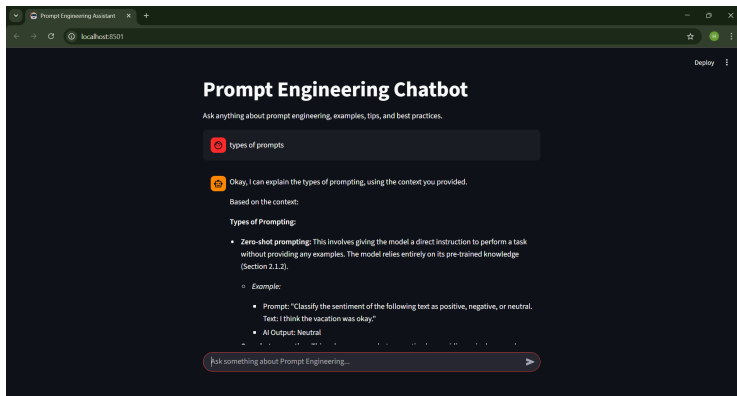 Prompt Engineering Assistant
localhost:8501
Deploy
Prompt Engineering Chatbot
Ask anything about prompt engineering, examples, tips, and best practices.
types of prompts
Okay, I can explain the types of prompting, using the context you provided.
Based on the context:
Types of Prompting:
Zero-shot prompting: This involves giving the model a direct instruction to perform a task
without providing any examples. The model relies entirely on its pre-trained knowledge
(Section 2.1.2).
Example:
Prompt: "Classify the sentiment of the following text as positive, negative, or neutral.
Text: I think the vacation was okay."
AI Output: Neutral
Ask something about Prompt Engineering...